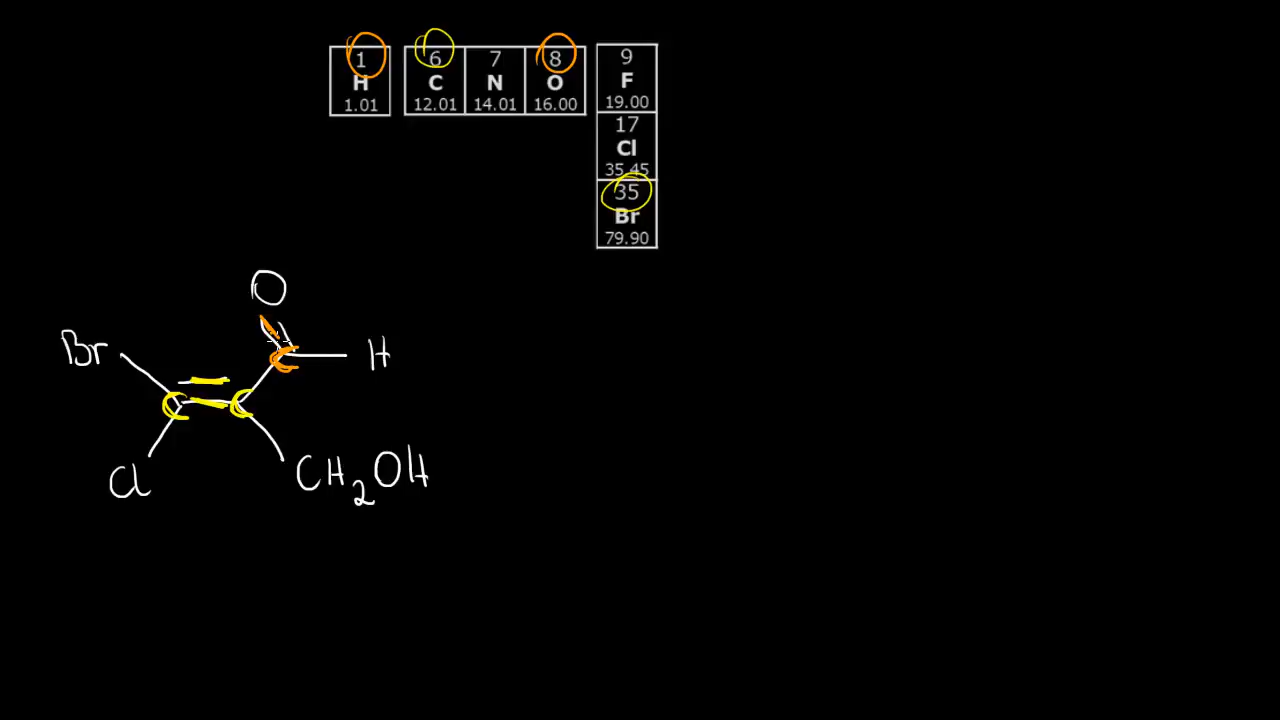 1 6 7 8 9
H C N O F
1.01 12.01 14.01 16.00 19.00
17
Cl
35.45
35
Br
79.90
O
Br H
Cl CH2OH